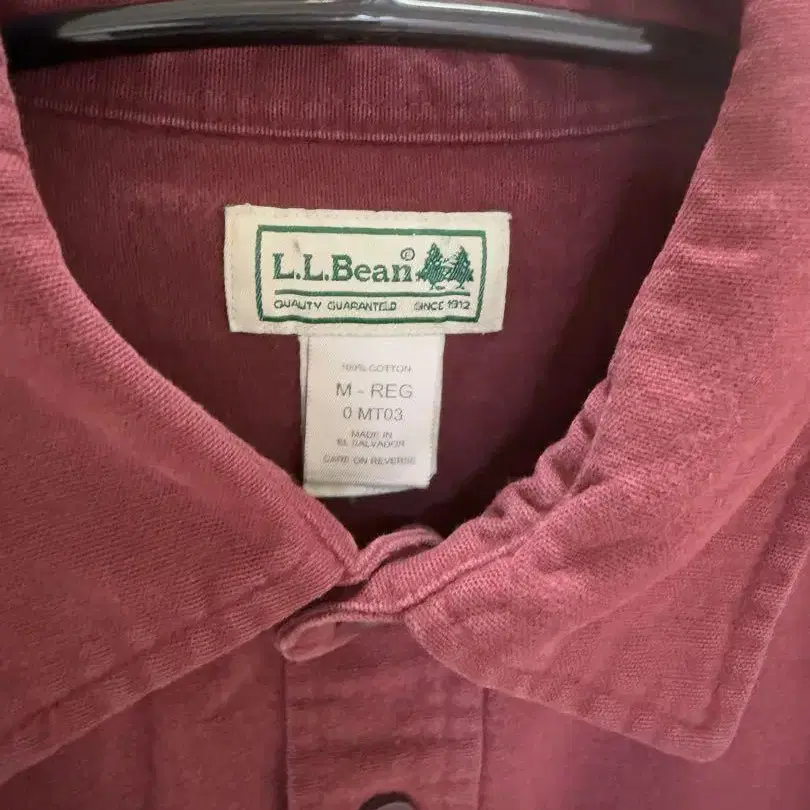 L.L.Bean®
QUALITY GUARANTEED SINCE 1912
100% COTTON
M - REG
0 MT03
MADE IN
EL SALVADOR
CARE ON REVERSE